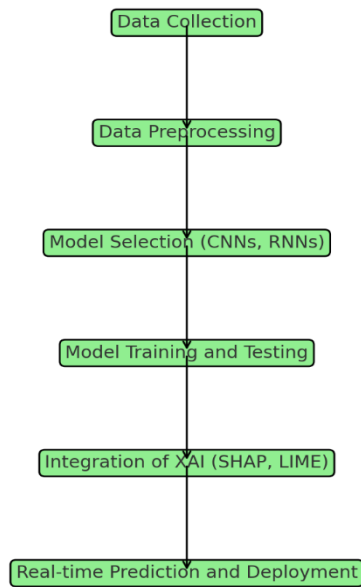 Data Collection
Data Preprocessing
Model Selection (CNNs, RNNs)
Model Training and Testing
Integration of XAI (SHAP, LIME)
Real-time Prediction and Deployment